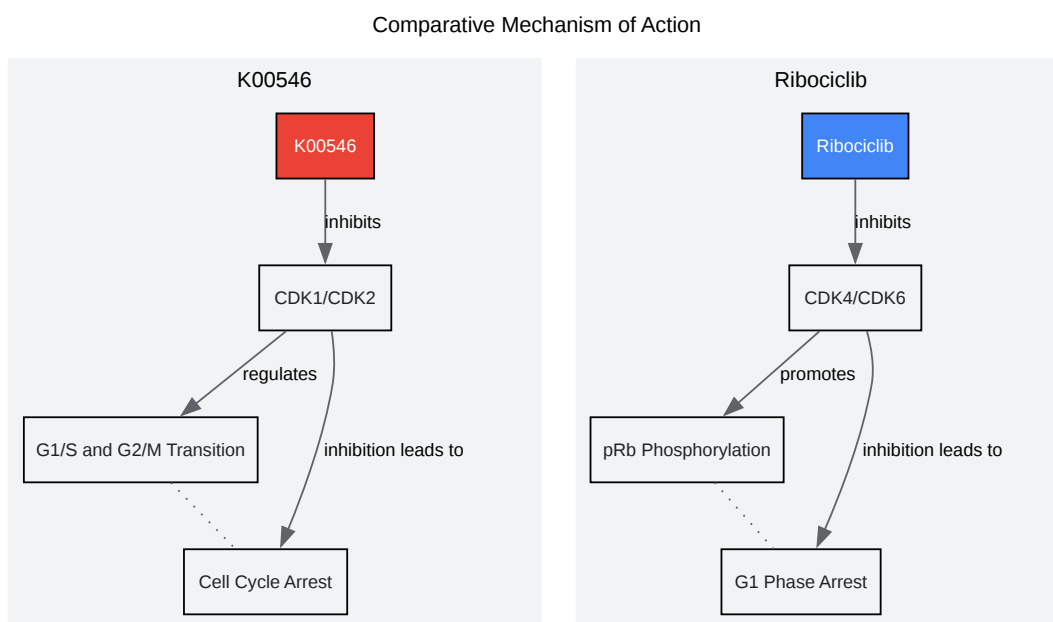 Comparative Mechanism of Action
K00546
K00546
inhibits
CDK1/CDK2
regulates
G1/S and G2/M Transition
inhibition leads to
Cell Cycle Arrest
Ribociclib
Ribociclib
inhibits
CDK4/CDK6
promotes
pRb Phosphorylation
inhibition leads to
G1 Phase Arrest